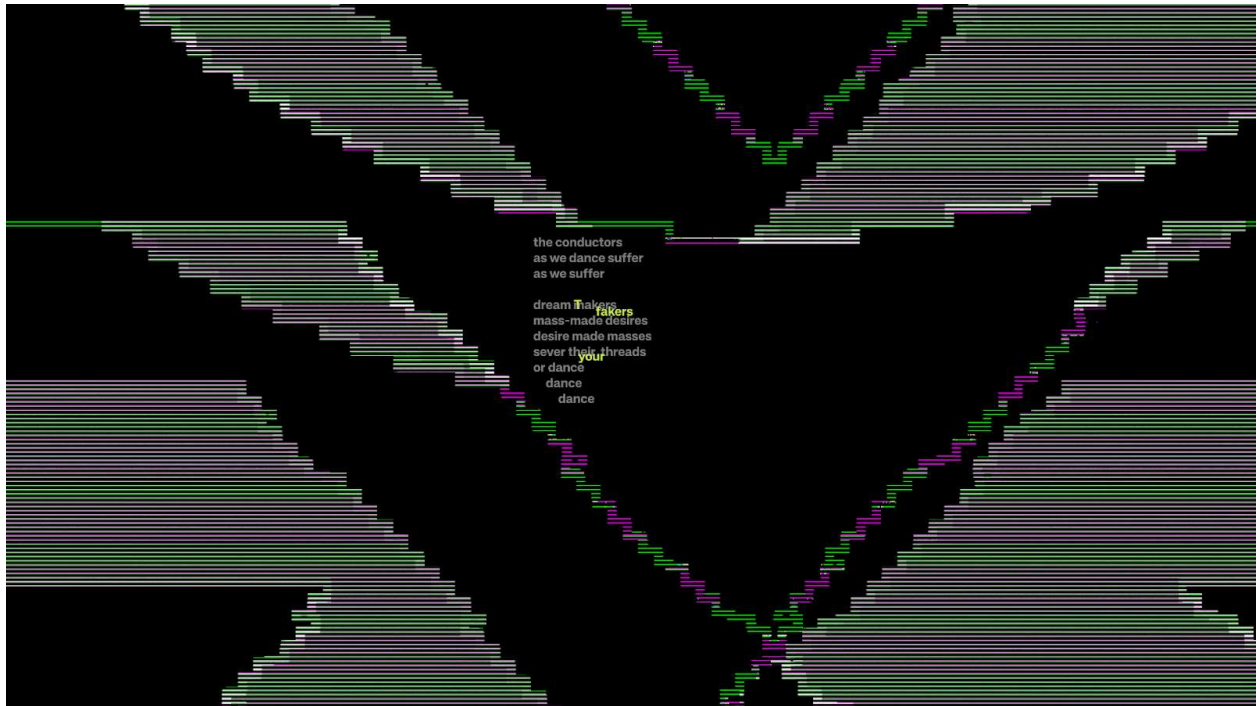 the conductors
as we dance suffer
as we suffer
dream makers
T
fakers
mass-made desires
desire made masses
sever their threads
your
or dance
dance
dance